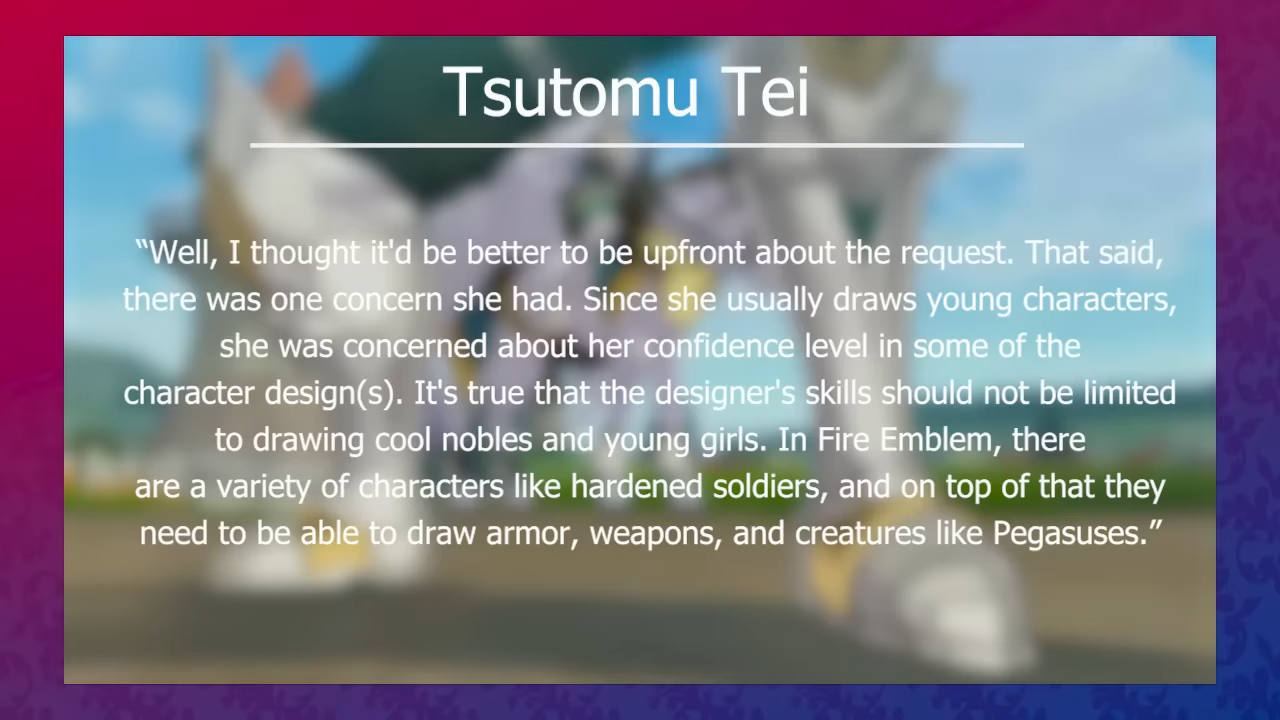 Tsutomu Tei
“Well, I thought it'd be better to be upfront about the request. That said,
there was one concern she had. Since she usually draws young characters,
she was concerned about her confidence level in some of the
character design(s). It's true that the designer's skills should not be limited
to drawing cool nobles and young girls. In Fire Emblem, there
are a variety of characters like hardened soldiers, and on top of that they
need to be able to draw armor, weapons, and creatures like Pegasuses.”